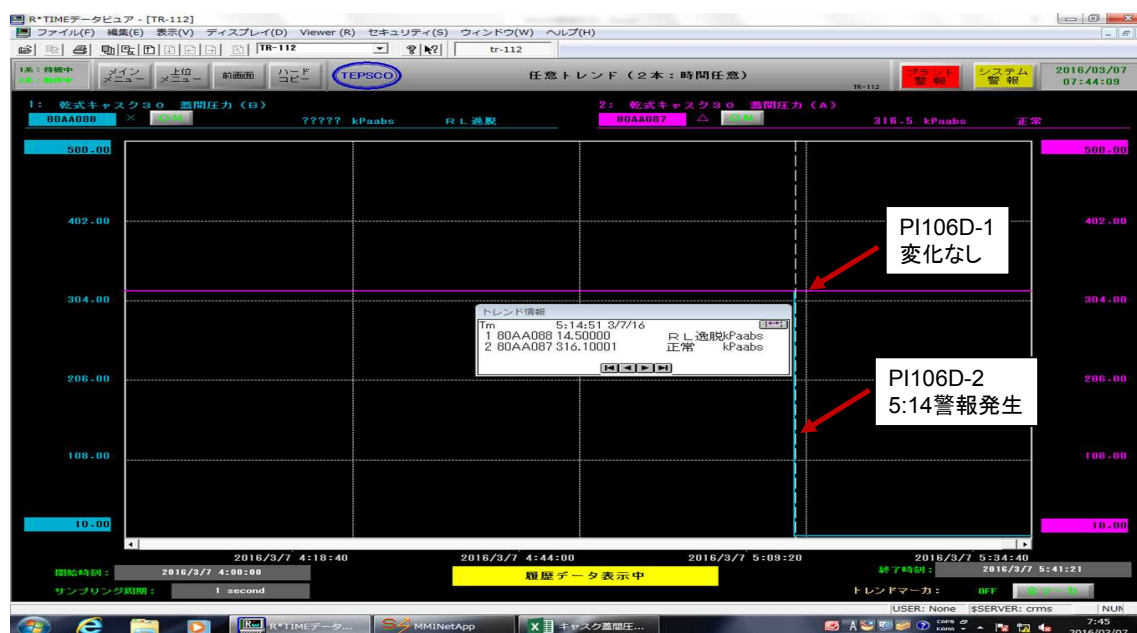 R*TIMEデータビュア - [TR-112]
ファイル(F) 編集(E) 表示(V) ディスプレイ(D) Viewer (R) セキュリティ(S) ウィンドウ(W) ヘルプ(H)
TR-112 tr-112
1系：待機中
メイン メニュー 上位 メニュー 前画面 ハード コピー TEPSCO 任意トレンド（2本：時間任意） TR-112 プラント 警報 システム 警報 2016/03/07 07:44:09
1: 乾式キャスク30 蓋間圧力（B） 2: 乾式キャスク30 蓋間圧力（A）
80AA088 × ON ????? kPaabs RL逸脱 80AA087 △ ON 316.5 kPaabs 正常
500.00 500.00
402.00 402.00
PI106D-1
変化なし
304.00 304.00
トレンド情報
Tm 5:14:51 3/7/16
1 80AA088 14.50000 RL逸脱kPaabs
2 80AA087 316.10001 正常 kPaabs
206.00 206.00
PI106D-2
5:14警報発生
108.00 108.00
10.00 10.00
2016/3/7 4:18:40 2016/3/7 4:44:00 2016/3/7 5:09:20 2016/3/7 5:34:40
開始時刻： 2016/3/7 4:00:00 履歴データ表示中 終了時刻： 2016/3/7 5:41:21
サンプリング周期： 1 second トレンドマーカ： OFF
USER: None $SERVER: crms NUM
R*TIMEデータ... MMINetApp キャスク蓋間圧... CAPS KANA 7:45
2016/03/07